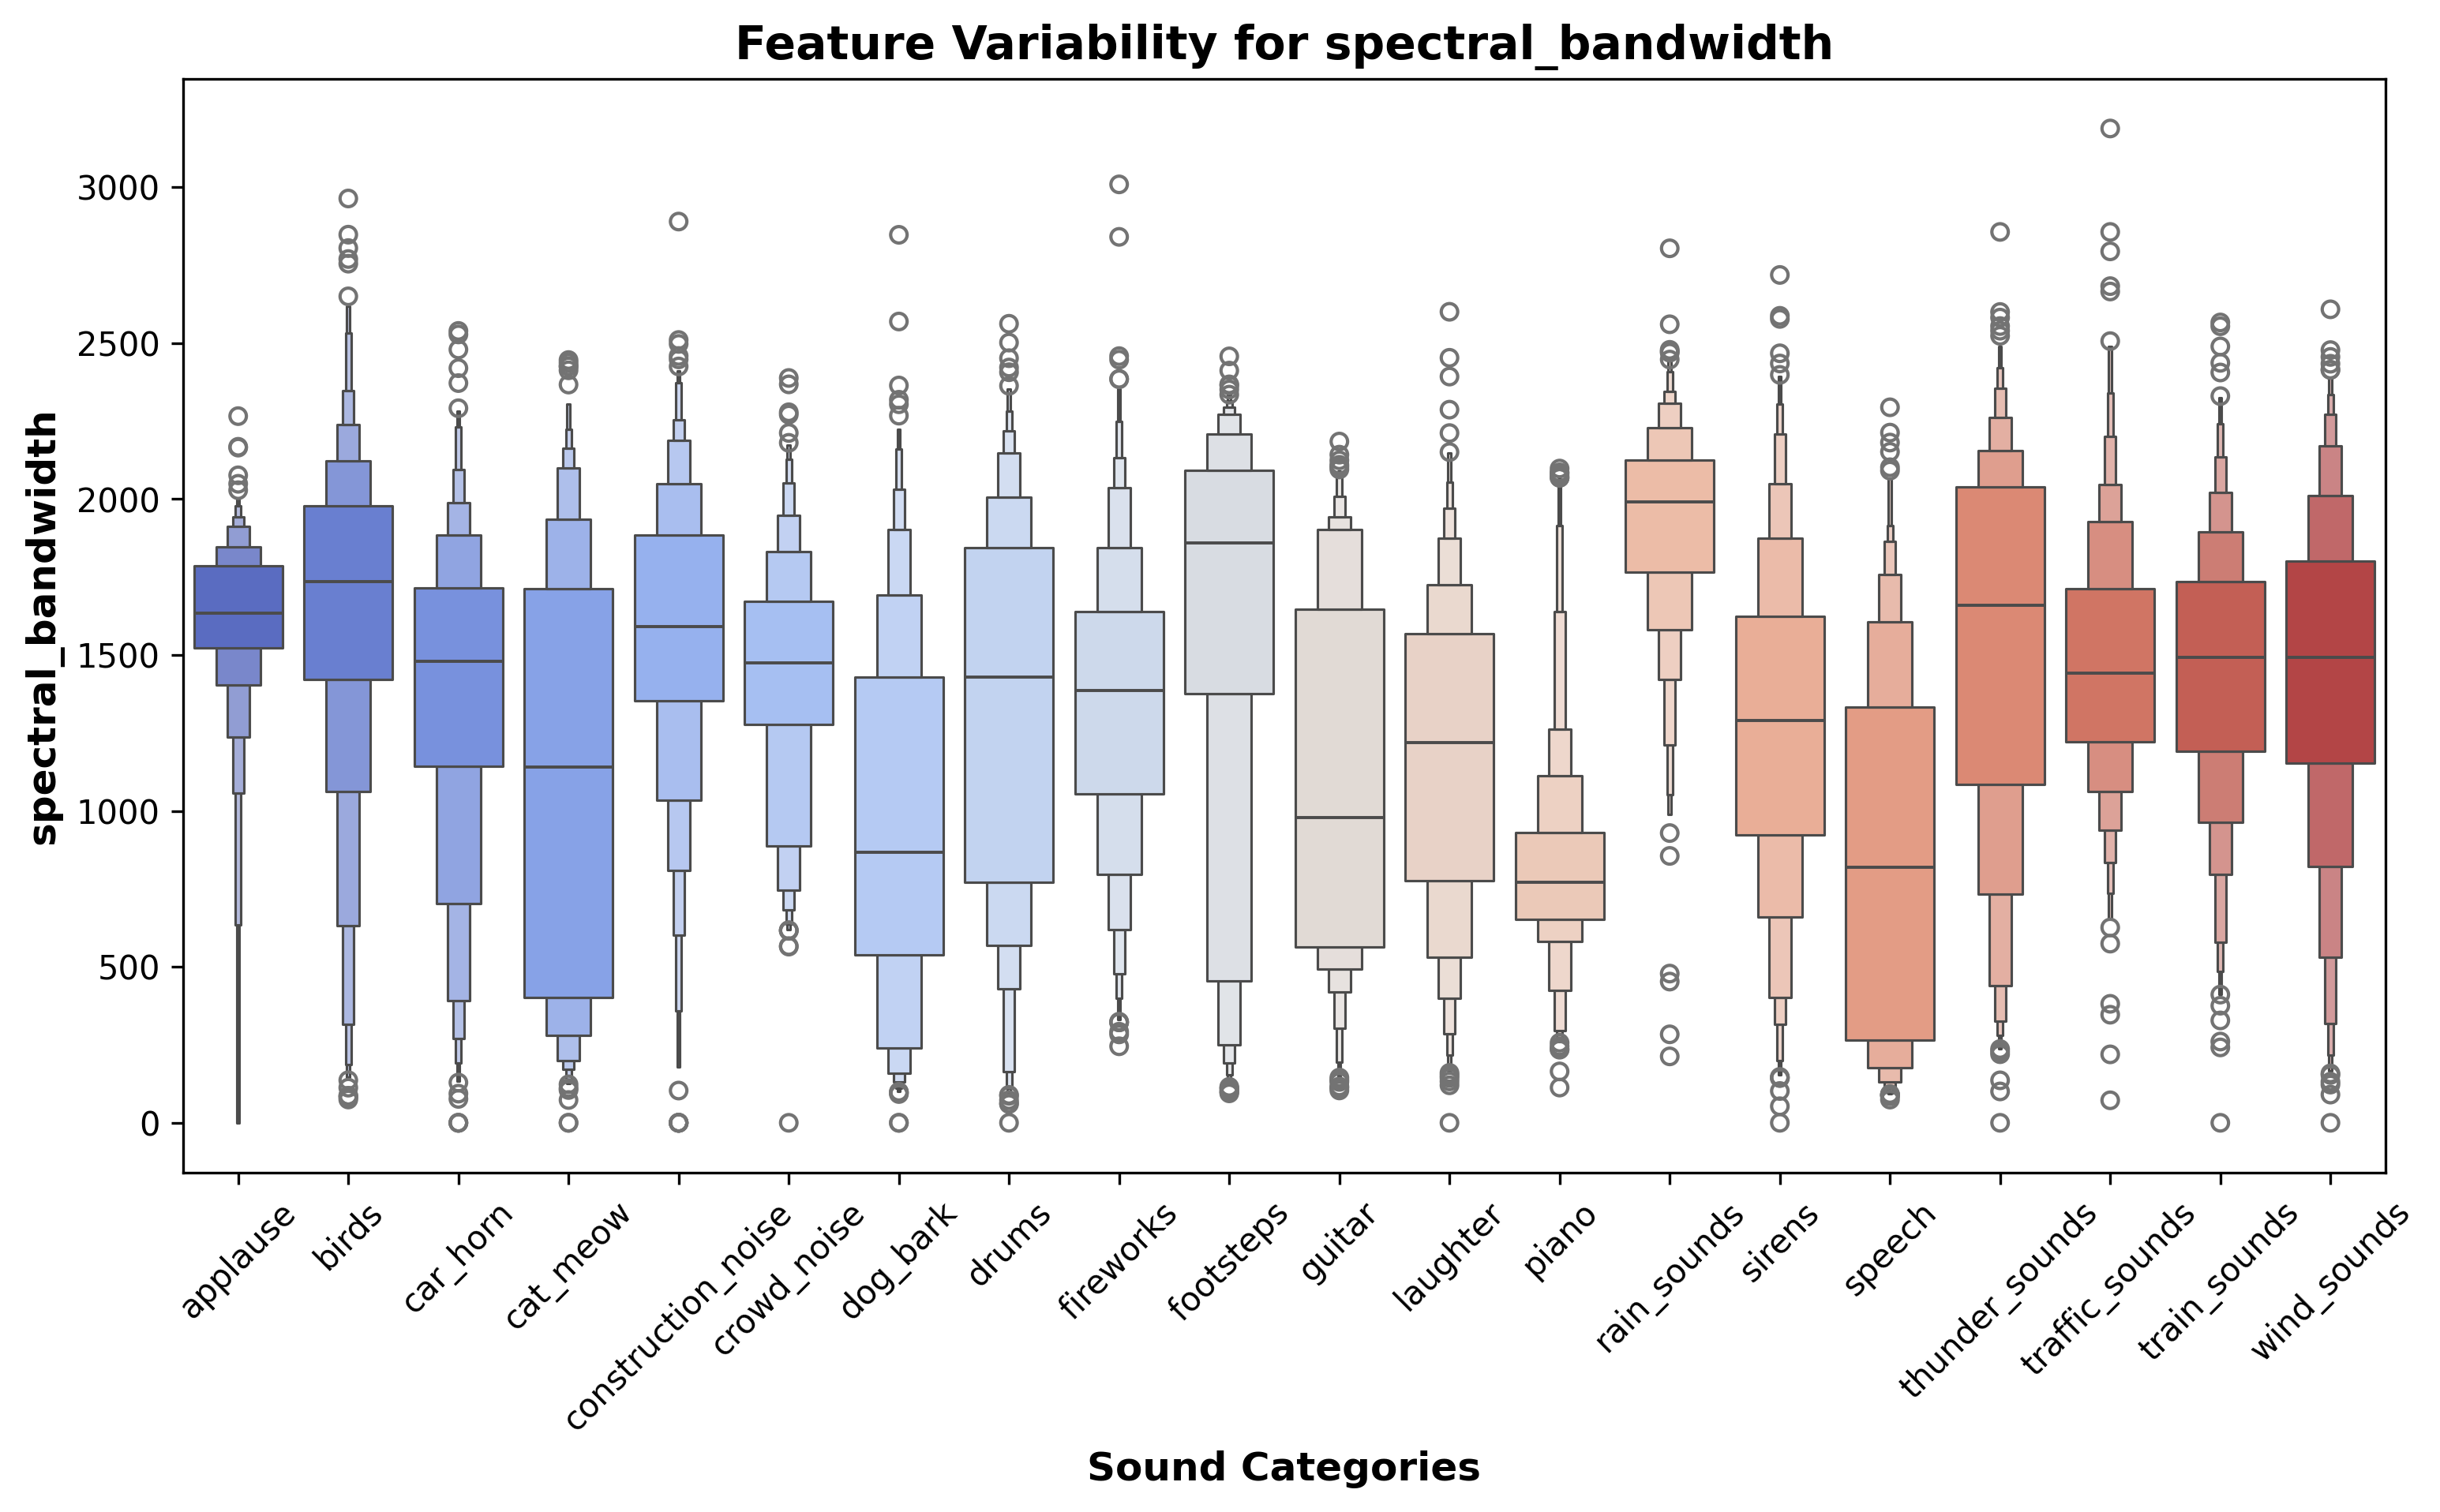 Feature Variability for spectral_bandwidth
spectral_bandwidth
3000
2500
2000
1500
1000
500
0
applause
birds
car_horn
cat_meow
construction_noise
crowd_noise
dog_bark
drums
fireworks
footsteps
guitar
laughter
piano
rain_sounds
sirens
speech
thunder_sounds
traffic_sounds
train_sounds
wind_sounds
Sound Categories